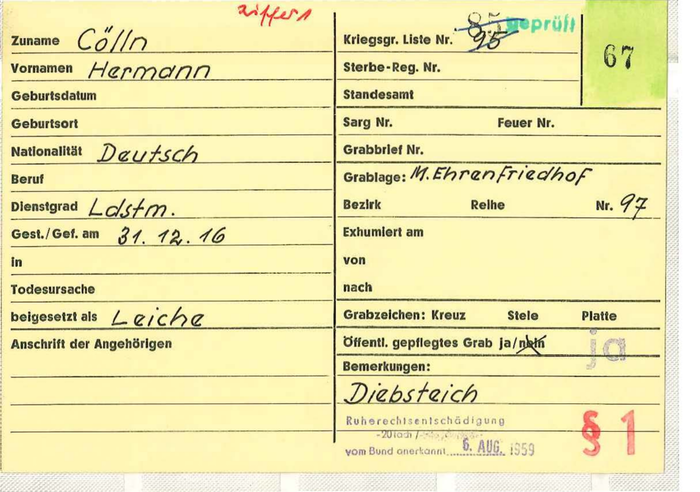 Ziffer 1
Zuname Cölln
Vornamen Hermann
Geburtsdatum
Geburtsort
Nationalität Deutsch
Beruf
Dienstgrad Ldstm.
Gest./Gef. am 31.12.16
in
Todesursache
beigesetzt als Leiche
Anschrift der Angehörigen
85 geprüft
Kriegsgr. Liste Nr. 95
67
Sterbe-Reg. Nr.
Standesamt
Sarg Nr. Feuer Nr.
Grabbrief Nr.
Grablage: M. Ehrenfriedhof
Bezirk Reihe Nr. 97
Exhumiert am
von
nach
Grabzeichen: Kreuz Stele Platte
Öffentl. gepflegtes Grab ja/nein ja
Bemerkungen:
Diebsteich
Ruherechtsentschädigung
-20fach/
vom Bund anerkannt 6. AUG. 1959
§ 1